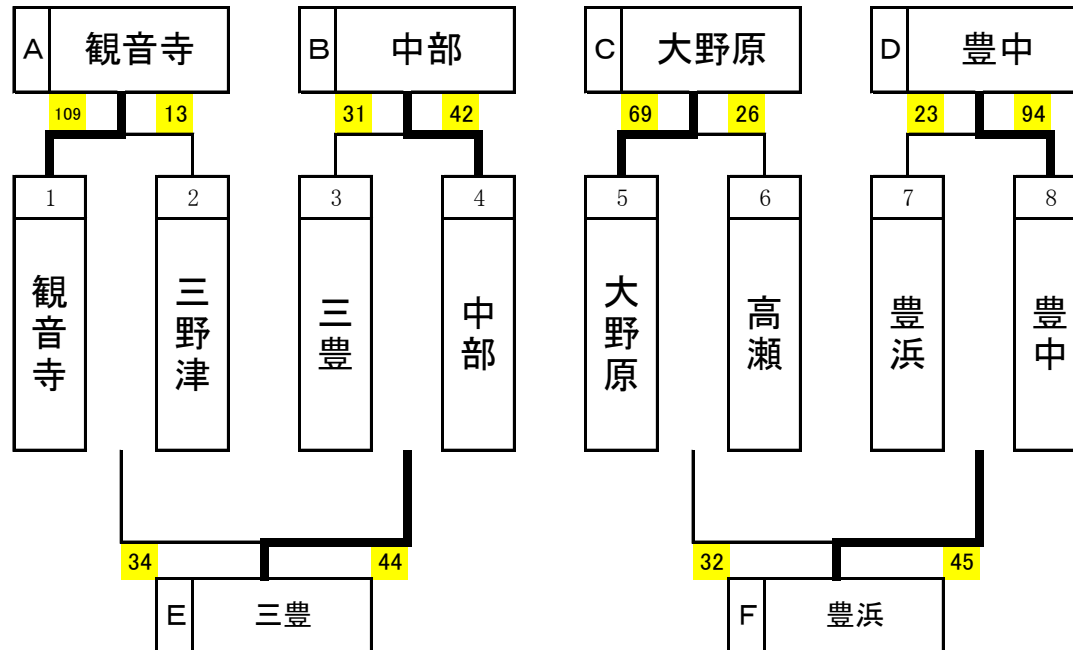 A 観音寺 B 中部 C 大野原 D 豊中
109 13 31 42 69 26 23 94
1 2 3 4 5 6 7 8
観音寺
三野津
三豊
中部
大野原
高瀬
豊浜
豊中
34 44 32 45
E 三豊 F 豊浜